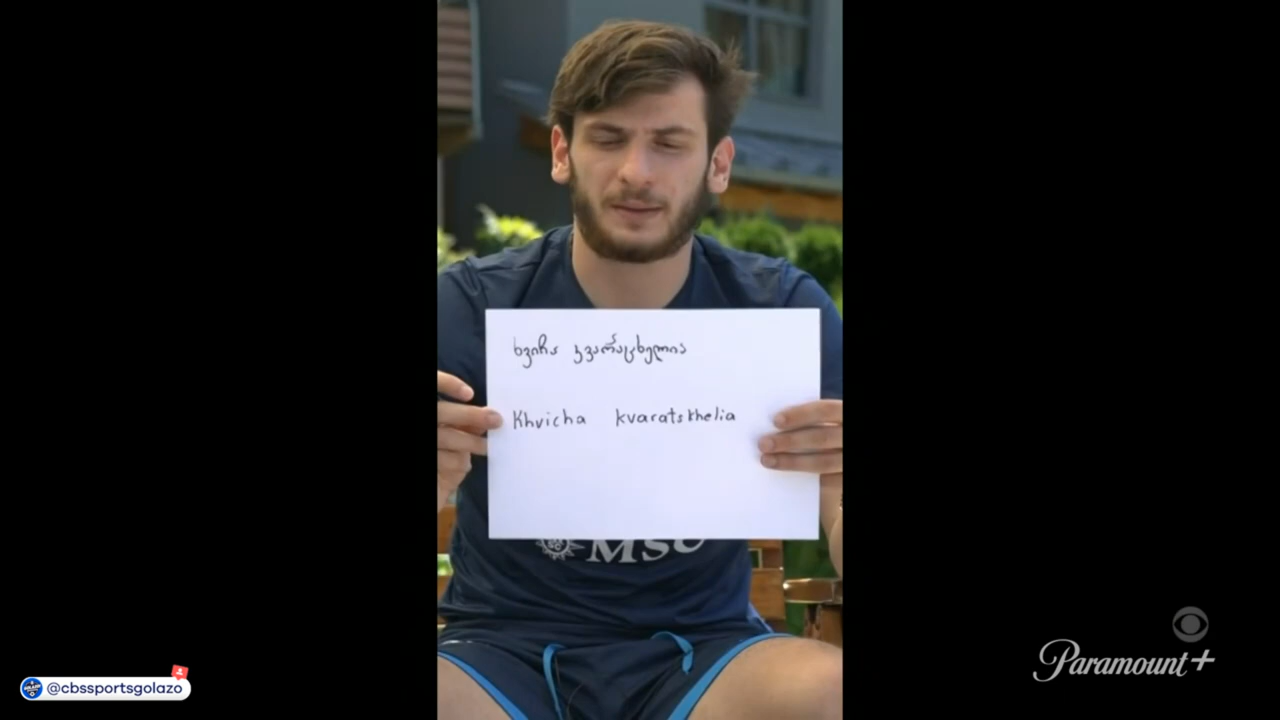 ხვიჩა კვარაცხელია
Khvicha kvaratskhelia
MSC
@cbssportsgolazo
Paramount+